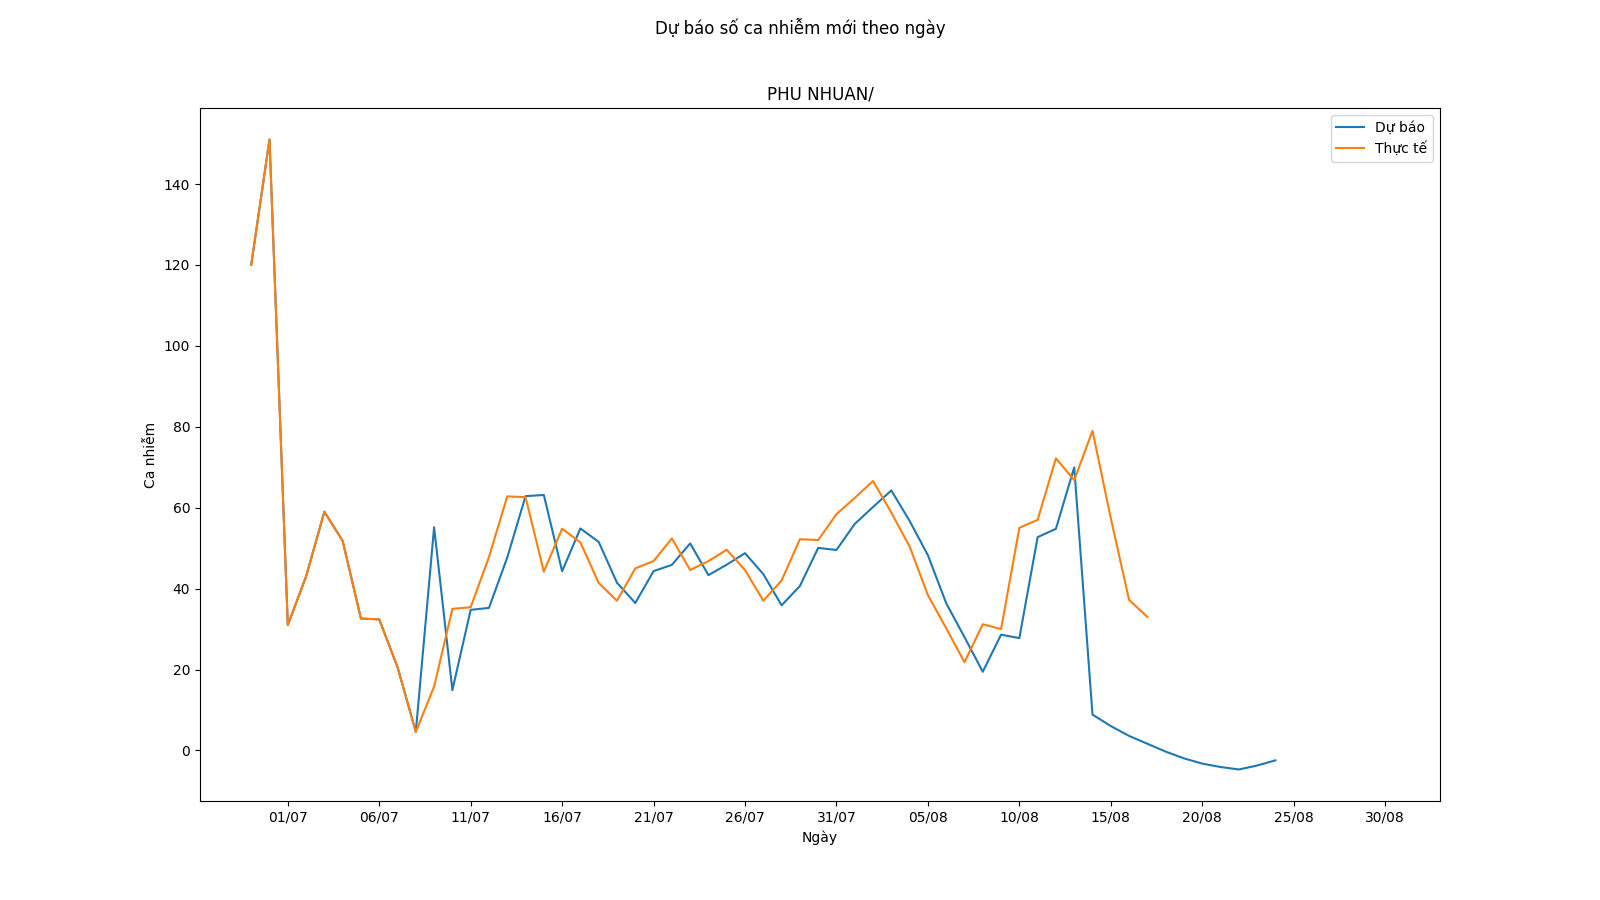 Dự báo số ca nhiễm mới theo ngày
PHU NHUAN/
Dự báo
Thực tế
140
120
100
80
60
40
20
0
Ca nhiễm
01/07 06/07 11/07 16/07 21/07 26/07 31/07 05/08 10/08 15/08 20/08 25/08 30/08
Ngày